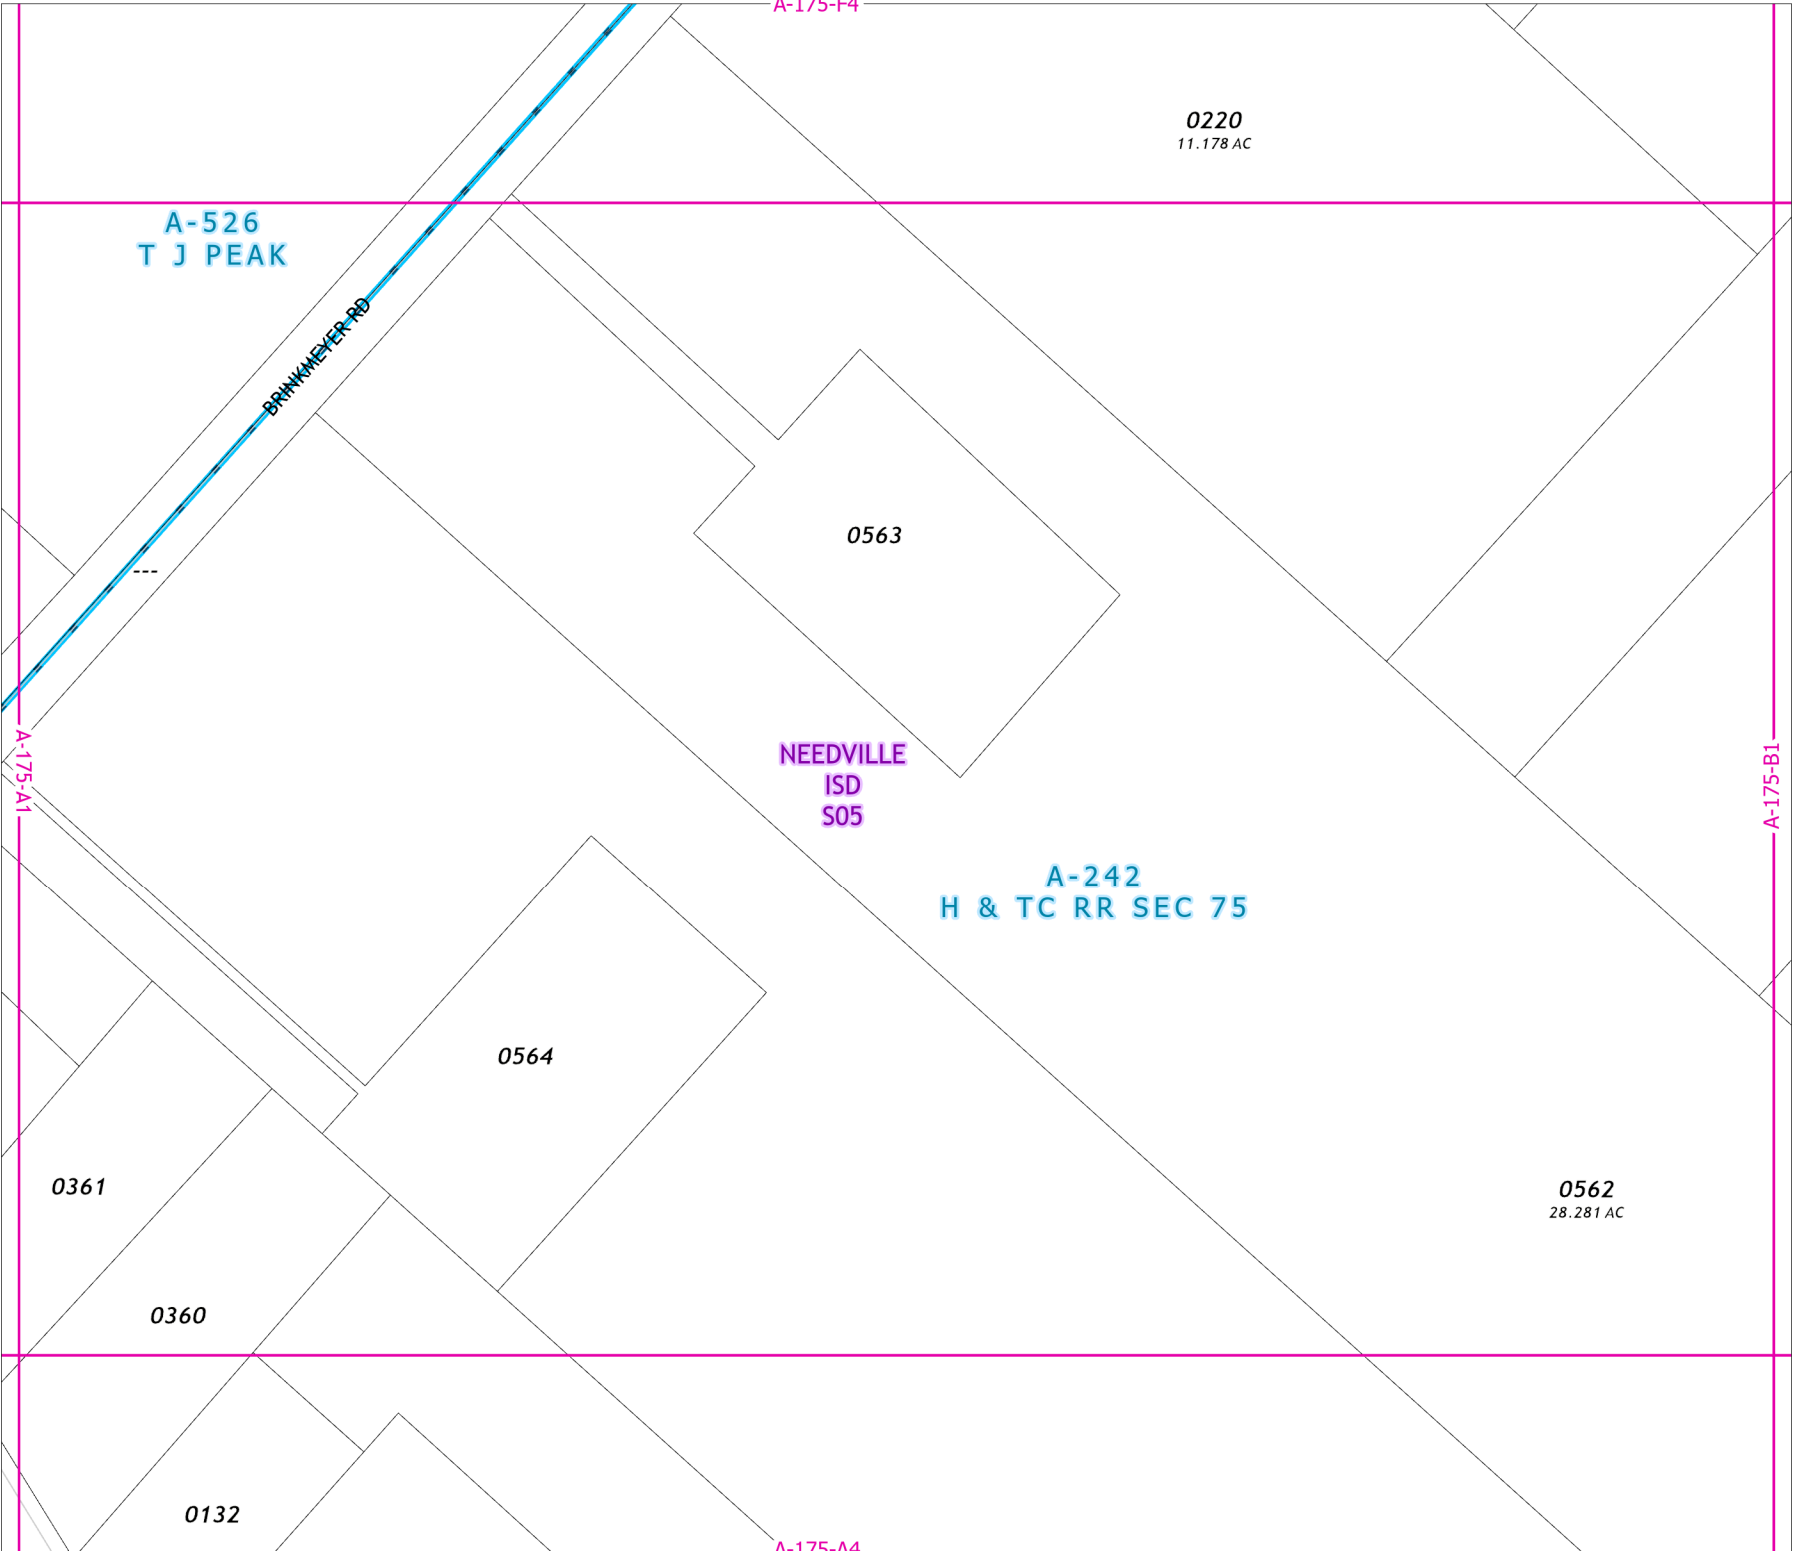 A-175-F4
0220
11.178 AC
A-526
T J PEAK
BRINKMEYER RD
0563
---
NEEDVILLE
ISD
S05
A-175-A1
A-175-B1
A-242
H & TC RR SEC 75
0564
0361
0562
28.281 AC
0360
0132
A-175-A4